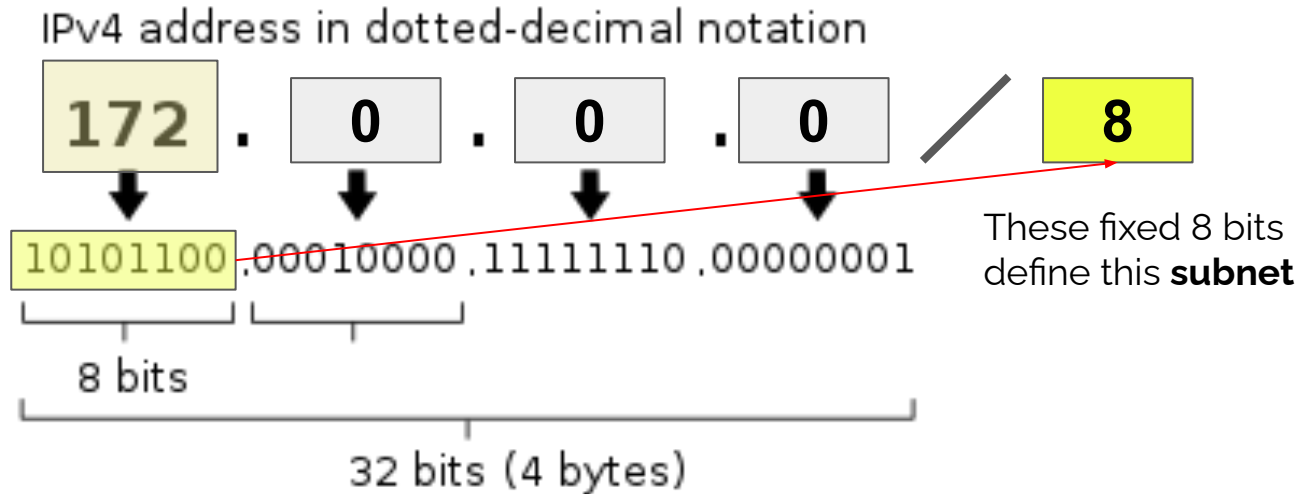 IPv4 address in dotted-decimal notation
172 . 0 . 0 . 0 / 8
10101100 .00010000 .11111110 .00000001
These fixed 8 bits
define this subnet
8 bits
32 bits (4 bytes)